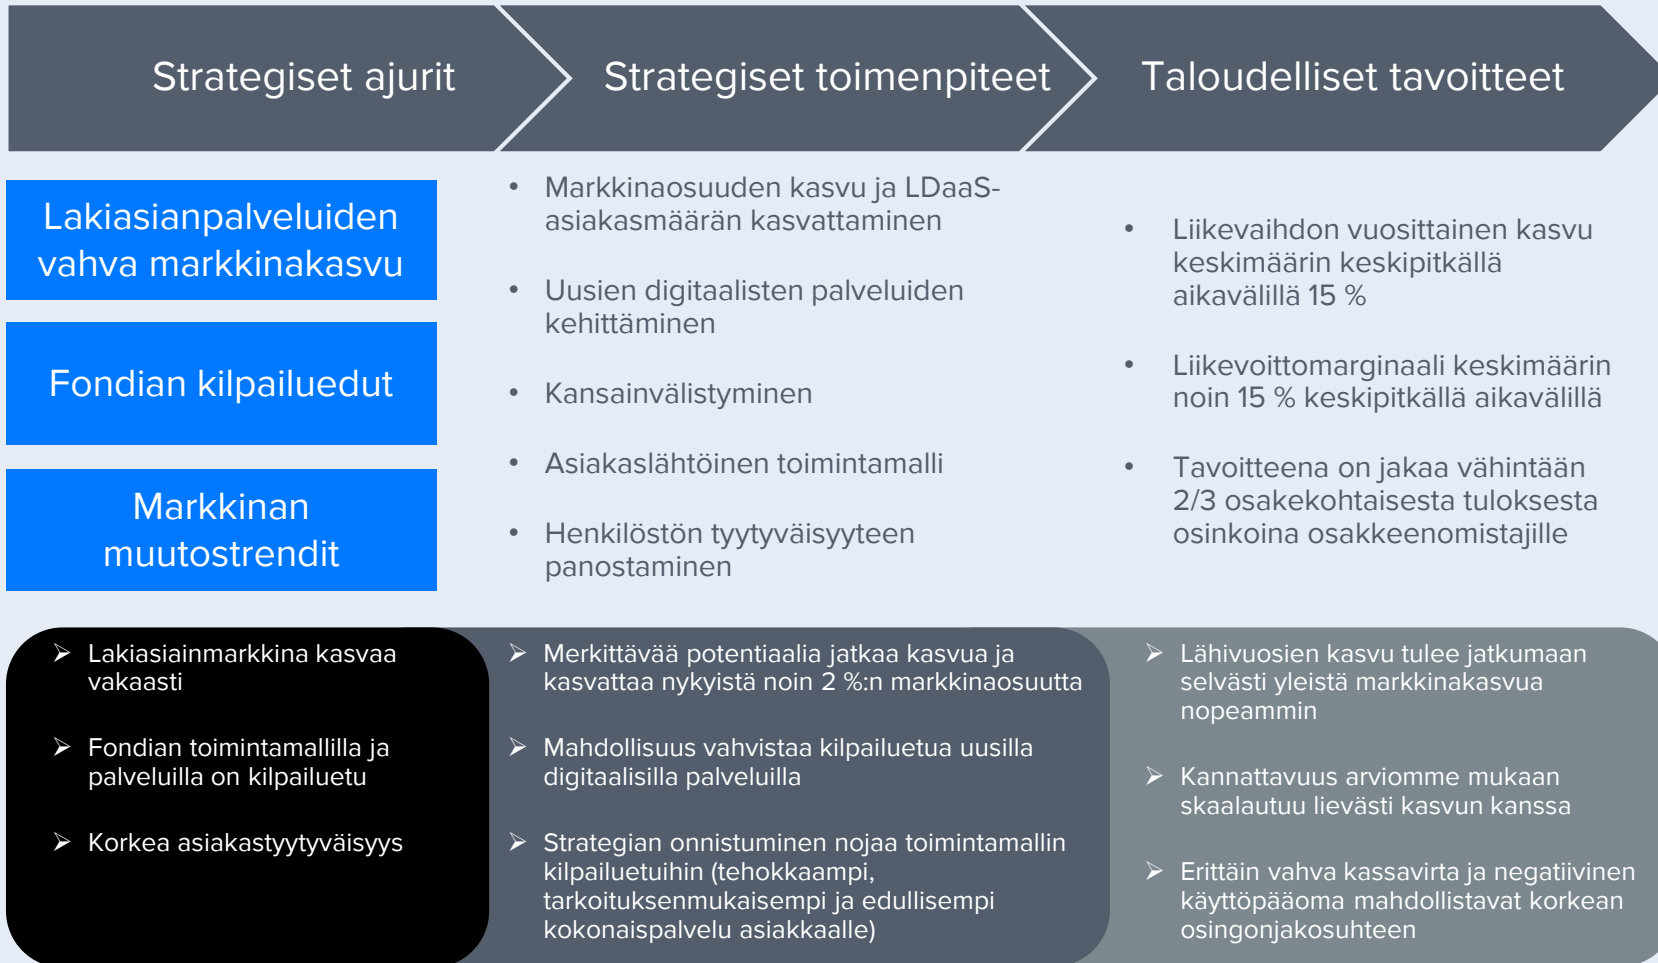 Strategiset ajurit
Strategiset toimenpiteet
Taloudelliset tavoitteet
Lakiasianpalveluiden
vahva markkinakasvu
Fondian kilpailuedut
Markkinan
muutostrendit
• Markkinaosuuden kasvu ja LDaaS-
asiakasmäärän kasvattaminen
• Uusien digitaalisten palveluiden
kehittäminen
• Kansainvälistyminen
• Asiakaslähtöinen toimintamalli
• Henkilöstön tyytyväisyyteen
panostaminen
• Liikevaihdon vuosittainen kasvu
keskimäärin keskipitkällä
aikavälillä 15 %
• Liikevoittomarginaali keskimäärin
noin 15 % keskipitkällä aikavälillä
• Tavoitteena on jakaa vähintään
2/3 osakekohtaisesta tuloksesta
osinkoina osakkeenomistajille
➢ Lakiasiainmarkkina kasvaa
vakaasti
➢ Fondian toimintamallilla ja
palveluilla on kilpailuetu
➢ Korkea asiakastyytyväisyys
➢ Merkittävää potentiaalia jatkaa kasvua ja
kasvattaa nykyistä noin 2 %:n markkinaosuutta
➢ Mahdollisuus vahvistaa kilpailuetua uusilla
digitaalisilla palveluilla
➢ Strategian onnistuminen nojaa toimintamallin
kilpailuetuihin (tehokkaampi,
tarkoituksenmukaisempi ja edullisempi
kokonaispalvelu asiakkaalle)
➢ Lähivuosien kasvu tulee jatkumaan
selvästi yleistä markkinakasvua
nopeammin
➢ Kannattavuus arviomme mukaan
skaalautuu lievästi kasvun kanssa
➢ Erittäin vahva kassavirta ja negatiivinen
käyttöpääoma mahdollistavat korkean
osingonjakosuhteen